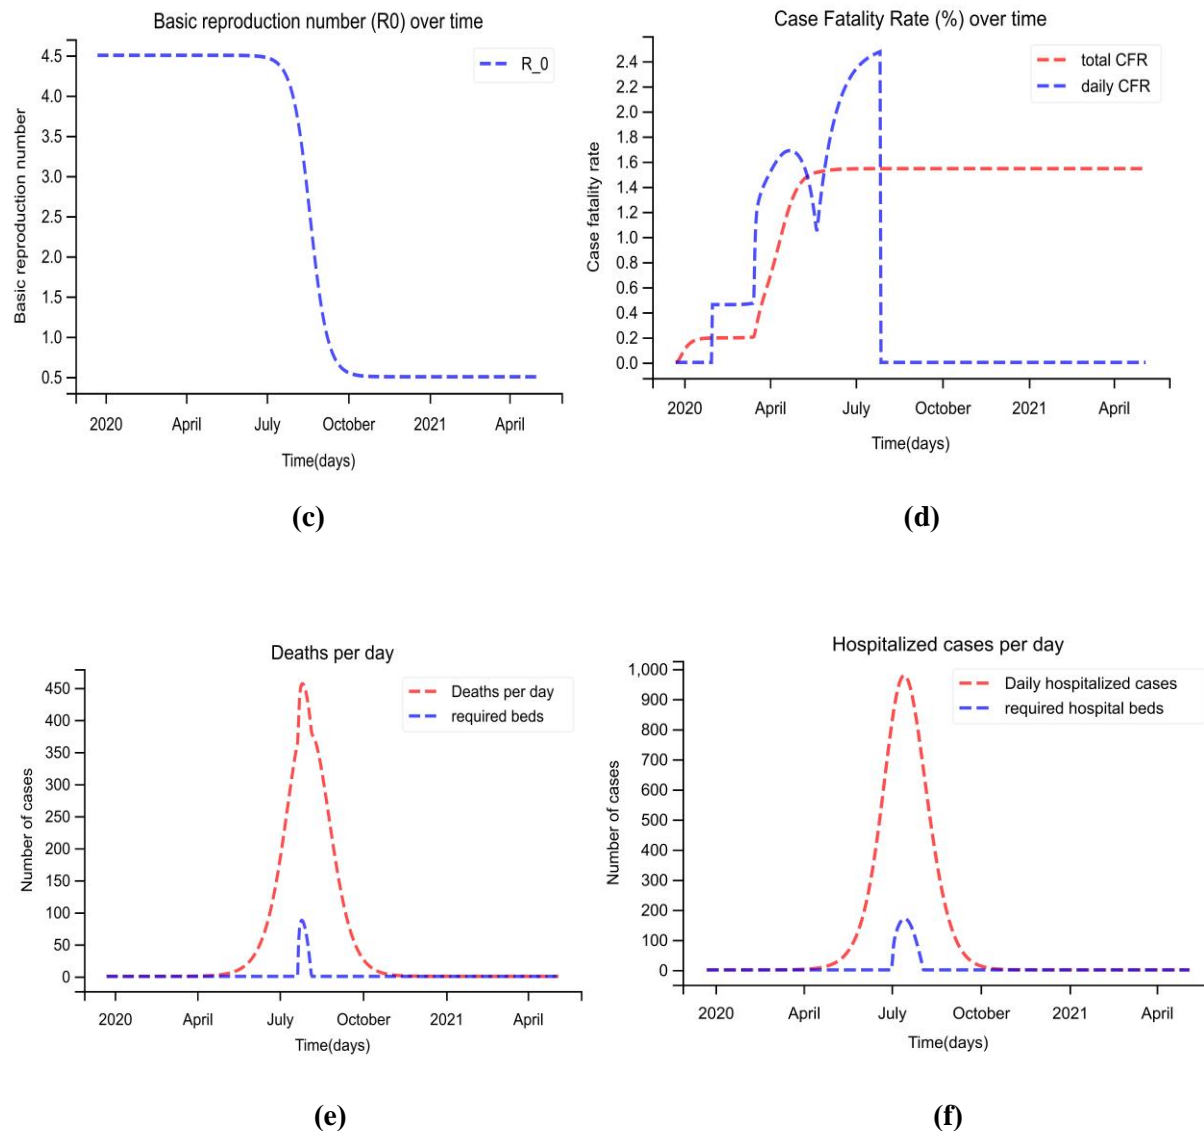 Basic reproduction number (R0) over time
R_0
Basic reproduction number
4.5
4.0
3.5
3.0
2.5
2.0
1.5
1.0
0.5
2020 April July October 2021 April
Time(days)
(c)
Case Fatality Rate (%) over time
total CFR
daily CFR
Case fatality rate
2.4
2.2
2.0
1.8
1.6
1.4
1.2
1.0
0.8
0.6
0.4
0.2
0.0
2020 April July October 2021 April
Time(days)
(d)
Deaths per day
Deaths per day
required beds
Number of cases
450
400
350
300
250
200
150
100
50
0
2020 April July October 2021 April
Time(days)
(e)
Hospitalized cases per day
Daily hospitalized cases
required hospital beds
Number of cases
1,000
900
800
700
600
500
400
300
200
100
0
2020 April July October 2021 April
Time(days)
(f)